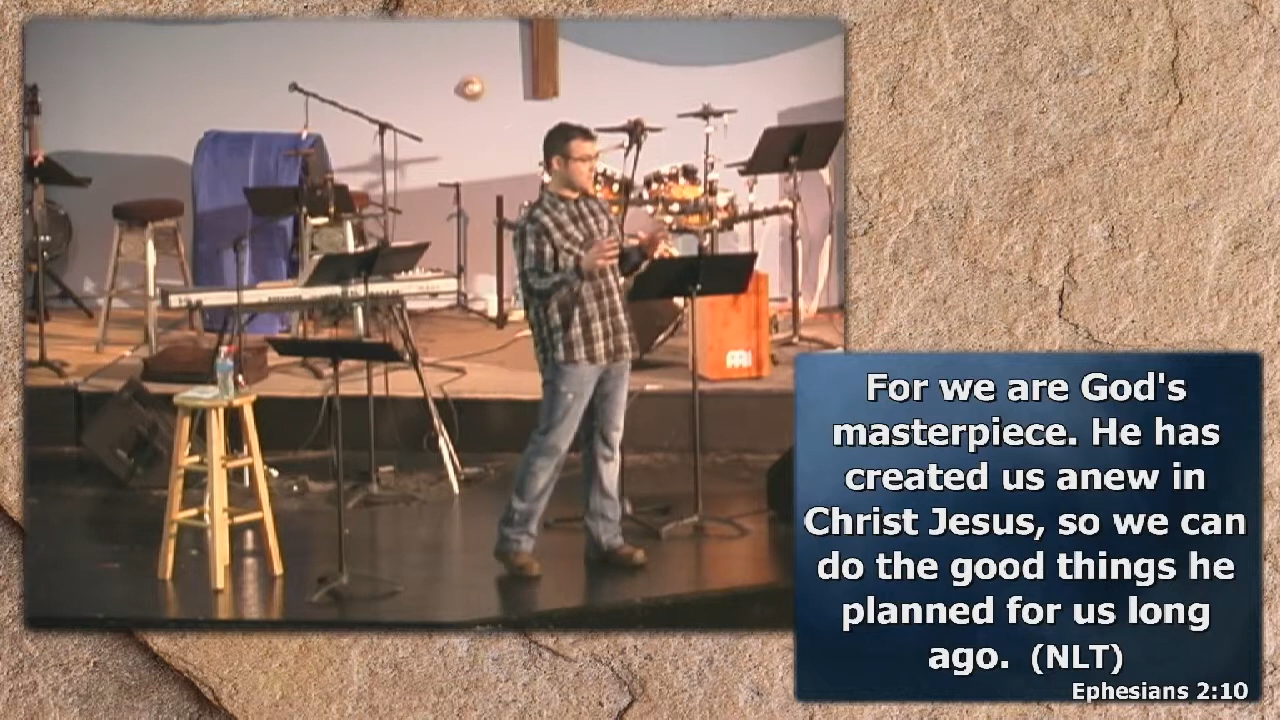 For we are God's
masterpiece. He has
created us anew in
Christ Jesus, so we can
do the good things he
planned for us long
ago. (NLT)
Ephesians 2:10